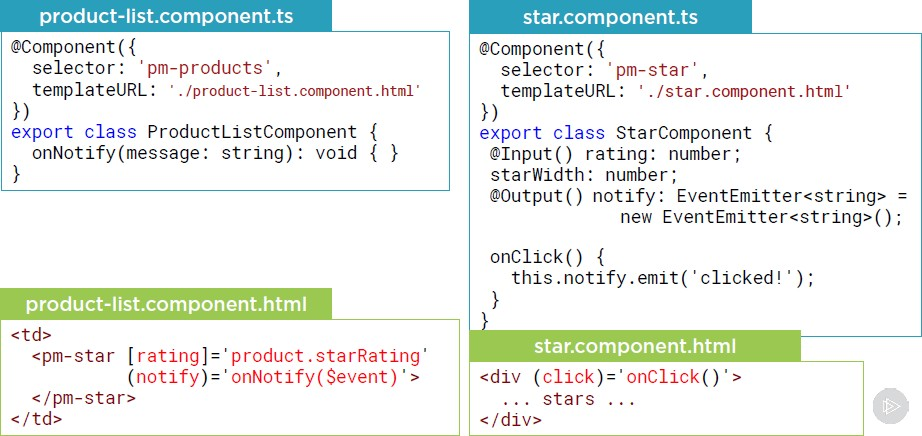 product-list.component.ts
@Component({
  selector: 'pm-products',
  templateURL: './product-list.component.html'
})
export class ProductListComponent {
  onNotify(message: string): void { }
}
star.component.ts
@Component({
  selector: 'pm-star',
  templateURL: './star.component.html'
})
export class StarComponent {
 @Input() rating: number;
 starWidth: number;
 @Output() notify: EventEmitter<string> =
             new EventEmitter<string>();
 onClick() {
   this.notify.emit('clicked!');
 }
}
product-list.component.html
<td>
  <pm-star [rating]='product.starRating'
           (notify)='onNotify($event)'>
  </pm-star>
</td>
star.component.html
<div (click)='onClick()'>
  ... stars ...
</div>